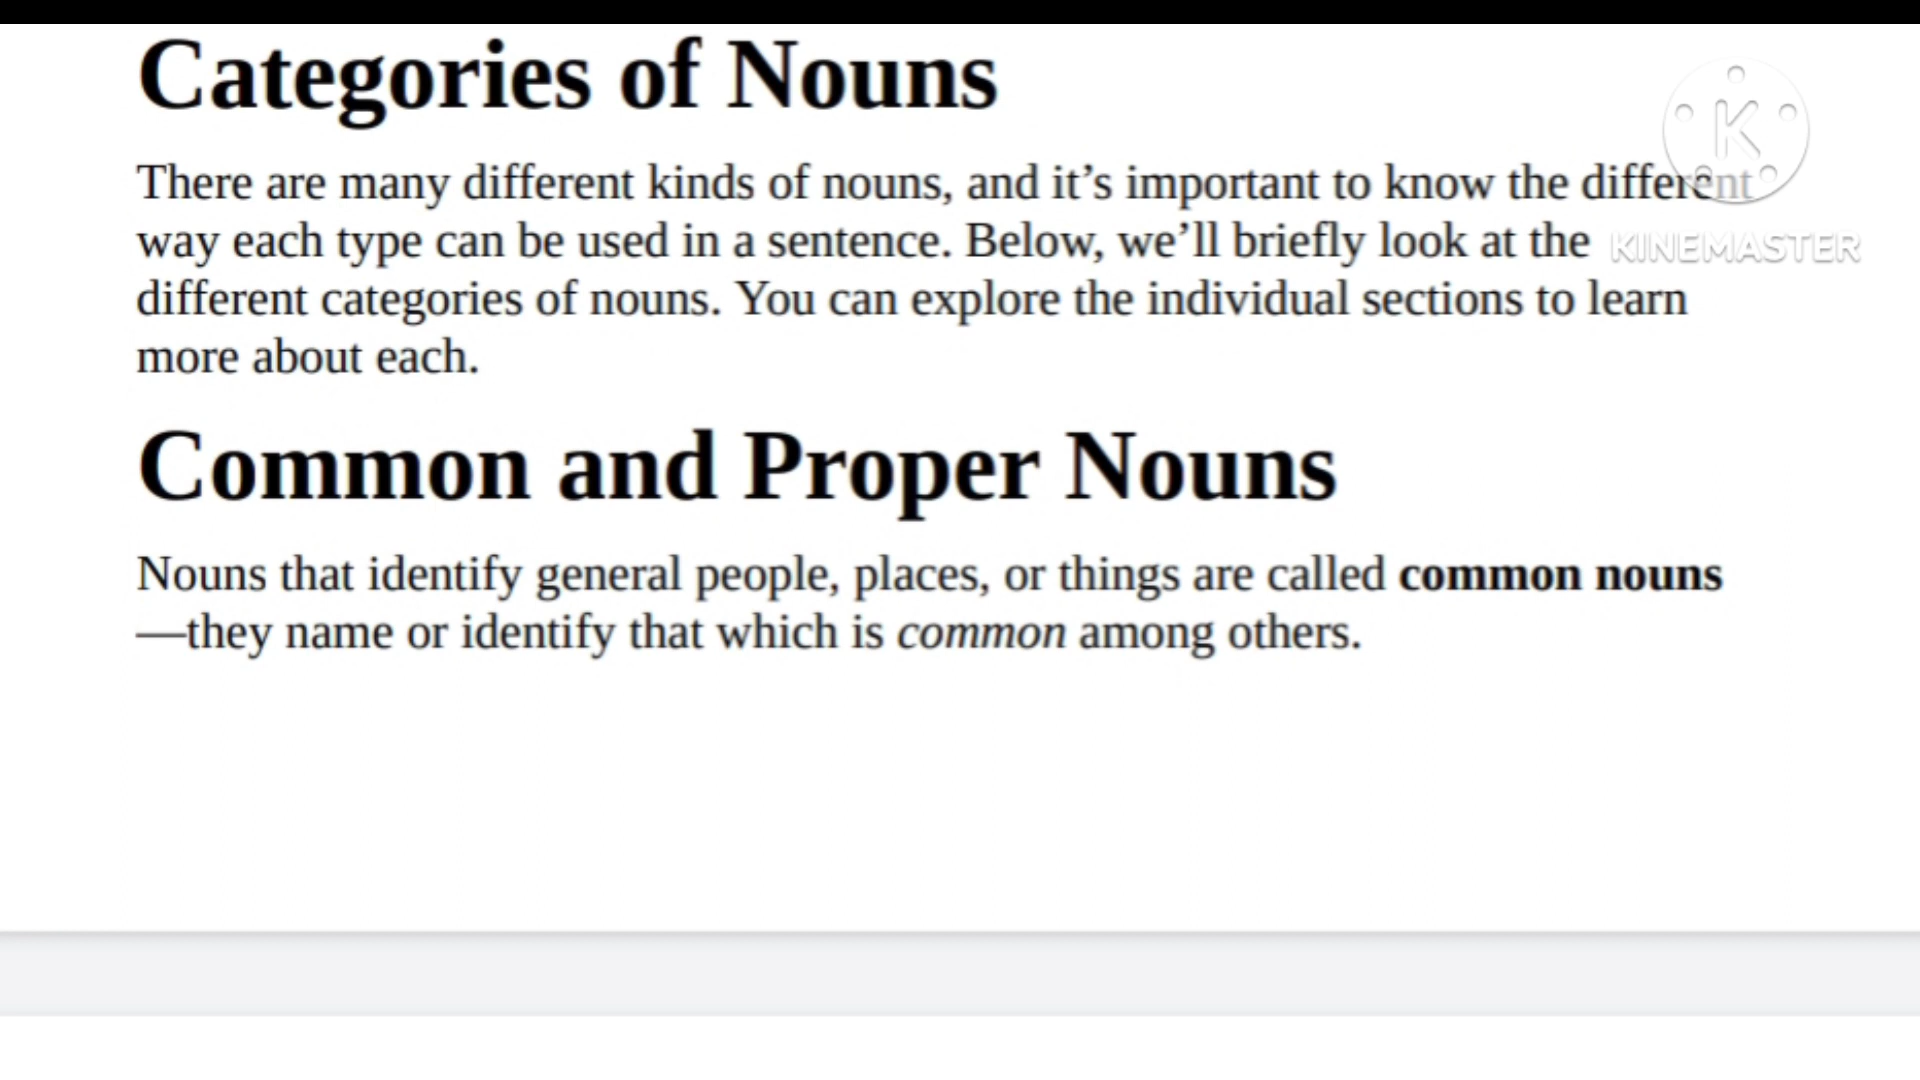 Categories of Nouns
There are many different kinds of nouns, and it’s important to know the different
way each type can be used in a sentence. Below, we’ll briefly look at the
different categories of nouns. You can explore the individual sections to learn
more about each.
Common and Proper Nouns
Nouns that identify general people, places, or things are called common nouns
—they name or identify that which is common among others.
K
KINEMASTER